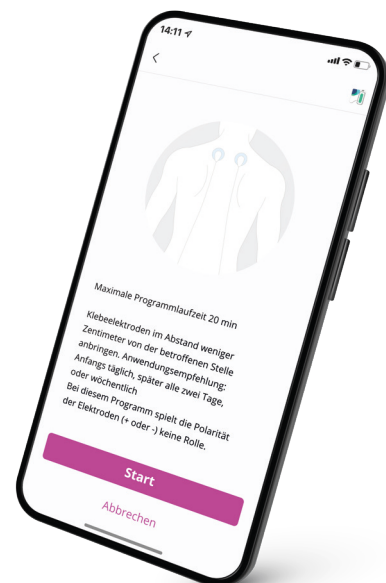 14:11
Maximale Programmlaufzeit 20 min
Klebeelektroden im Abstand weniger
Zentimeter von der betroffenen Stelle
anbringen. Anwendungsempfehlung:
Anfangs täglich, später alle zwei Tage,
oder wöchentlich
Bei diesem Programm spielt die Polarität
der Elektroden (+ oder -) keine Rolle.
Start
Abbrechen